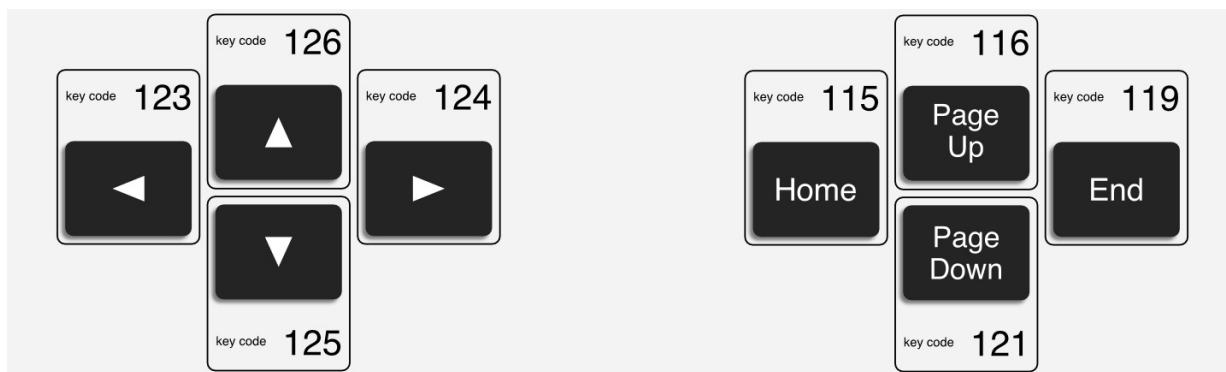 key code 126
key code 123
key code 124
key code 125
key code 116
Page
Up
key code 115
Home
key code 119
End
Page
Down
key code 121